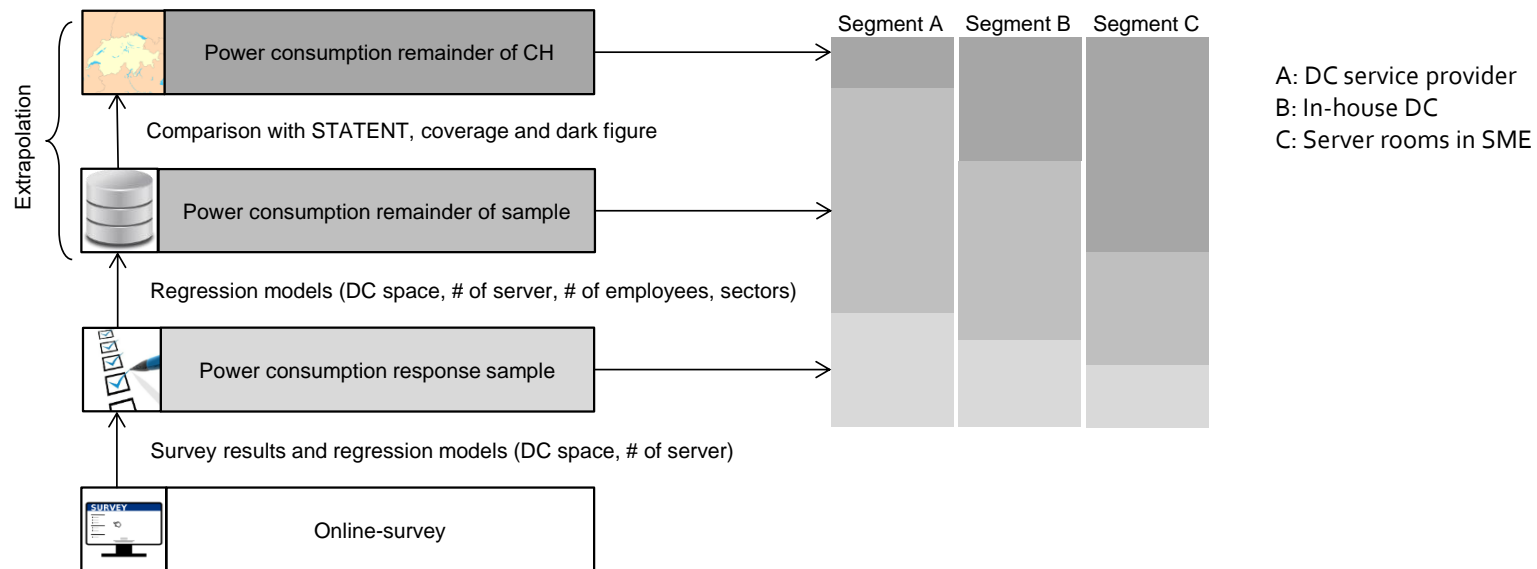 Segment A Segment B Segment C
Power consumption remainder of CH
A: DC service provider
B: In-house DC
C: Server rooms in SME
Extrapolation
Comparison with STATENT, coverage and dark figure
Power consumption remainder of sample
Regression models (DC space, # of server, # of employees, sectors)
Power consumption response sample
Survey results and regression models (DC space, # of server)
SURVEY
Online-survey